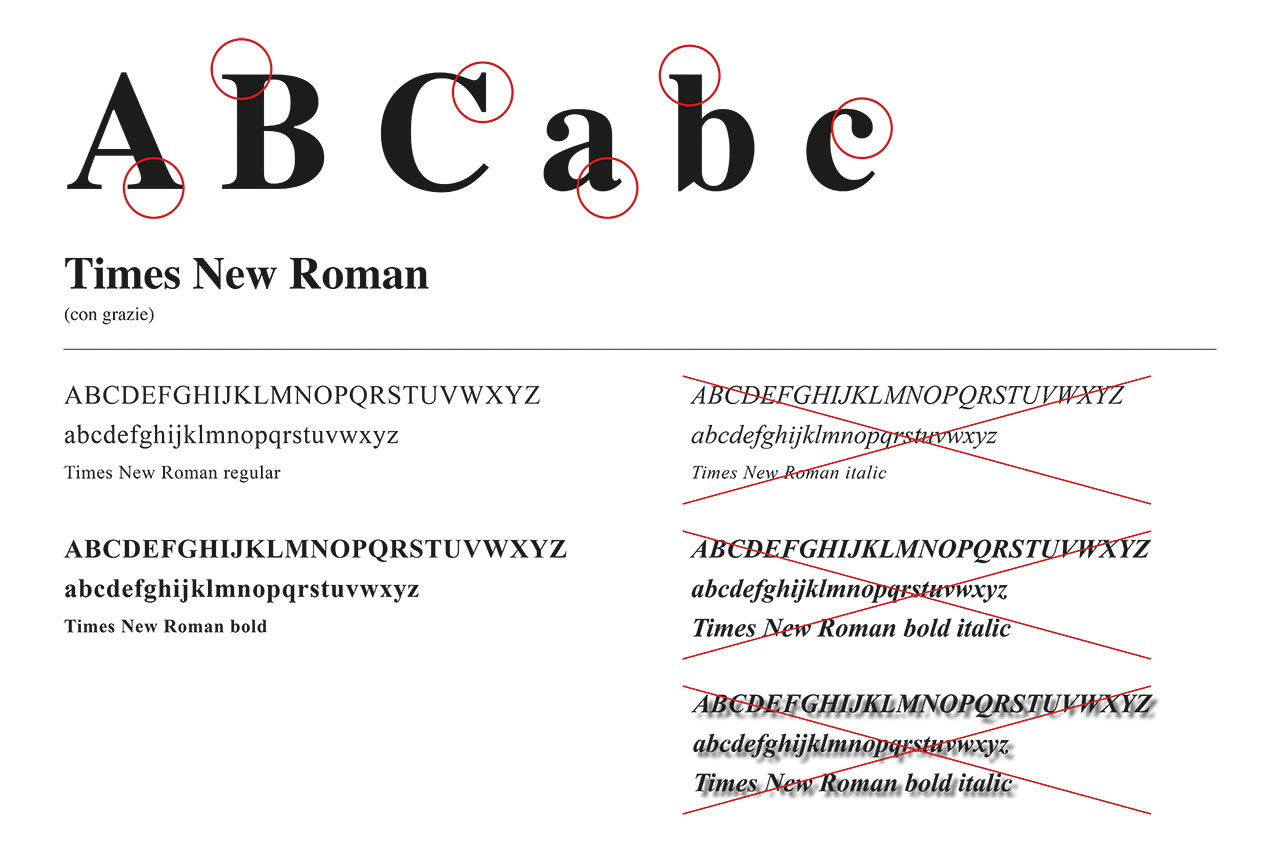 A B C a b c
Times New Roman
(con grazie)
ABCDEFGHIJKLMNOPQRSTUVWXYZ
abcdefghijklmnopqrstuvwxyz
Times New Roman regular
ABCDEFGHIJKLMNOPQRSTUVWXYZ
abcdefghijklmnopqrstuvwxyz
Times New Roman bold
ABCDEFGHIJKLMNOPQRSTUVWXYZ
abcdefghijklmnopqrstuvwxyz
Times New Roman italic
ABCDEFGHIJKLMNOPQRSTUVWXYZ
abcdefghijklmnopqrstuvwxyz
Times New Roman bold italic
ABCDEFGHIJKLMNOPQRSTUVWXYZ
abcdefghijklmnopqrstuvwxyz
Times New Roman bold italic